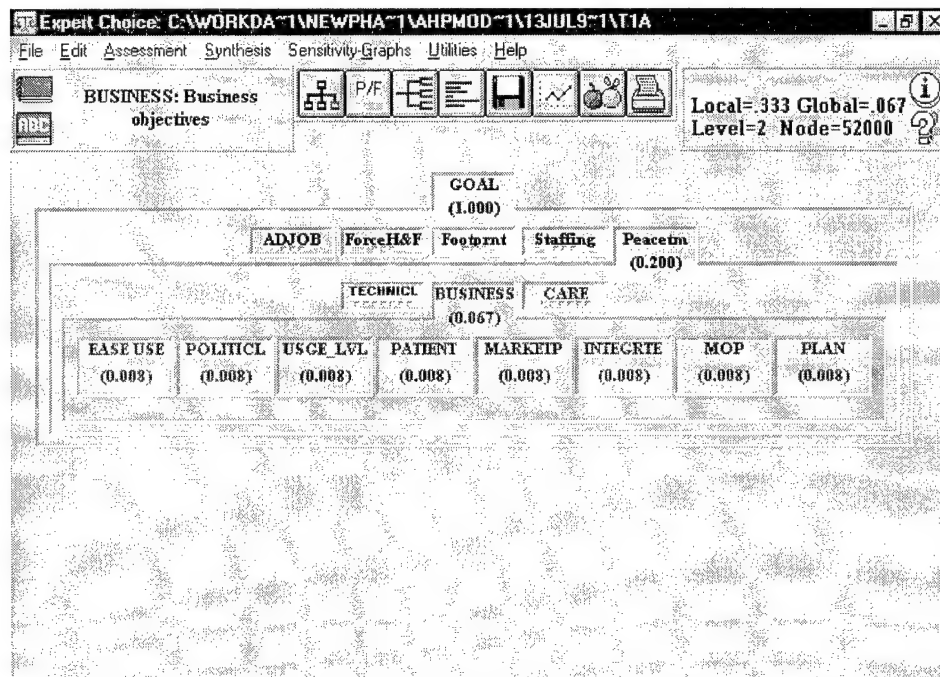 Expert Choice: C:\WORKDA~1\NEWPHA~1\AHPMOD~1\13JUL9~1\T1A
File Edit Assessment Synthesis Sensitivity-Graphs Utilities Help
ABC
BUSINESS: Business
objectives
P/F
Local=.333 Global=.067
Level=2 Node=52000
GOAL
(1.000)
ADJOB ForceH&F Footprnt Staffing Peacetm
(0.200)
TECHNICL BUSINESS CARE
(0.067)
EASE USE POLITICL USGE_LVL PATIENT MARKETP INTEGRTE MOP PLAN
(0.008) (0.008) (0.008) (0.008) (0.008) (0.008) (0.008) (0.008)